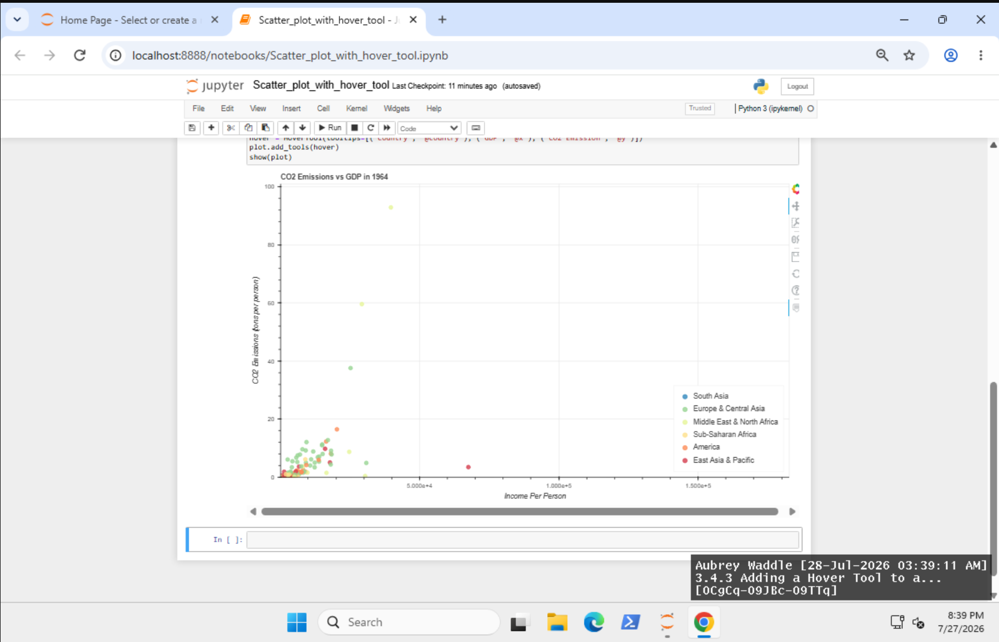 Home Page - Select or create a
Scatter_plot_with_hover_tool - J
localhost:8888/notebooks/Scatter_plot_with_hover_tool.ipynb
jupyter Scatter_plot_with_hover_tool Last Checkpoint: 11 minutes ago (autosaved)
Logout
File Edit View Insert Cell Kernel Widgets Help
Trusted
Python 3 (ipykernel)
Run
Code
hover = HoverTool(tooltips=[("Country", "@country"), ("GDP", "@x"), ("CO2 Emission", "@y")])
plot.add_tools(hover)
show(plot)
CO2 Emissions vs GDP in 1964
100
80
60
40
20
0
CO2 Emissions (tons per person)
5.000e+4
1.000e+5
1.500e+5
Income Per Person
South Asia
Europe & Central Asia
Middle East & North Africa
Sub-Saharan Africa
America
East Asia & Pacific
In [ ]:
Aubrey Waddle [28-Jul-2026 03:39:11 AM]
3.4.3 Adding a Hover Tool to a...
[OCgCq-O9JBc-O9TTq]
Search
8:39 PM
7/27/2026